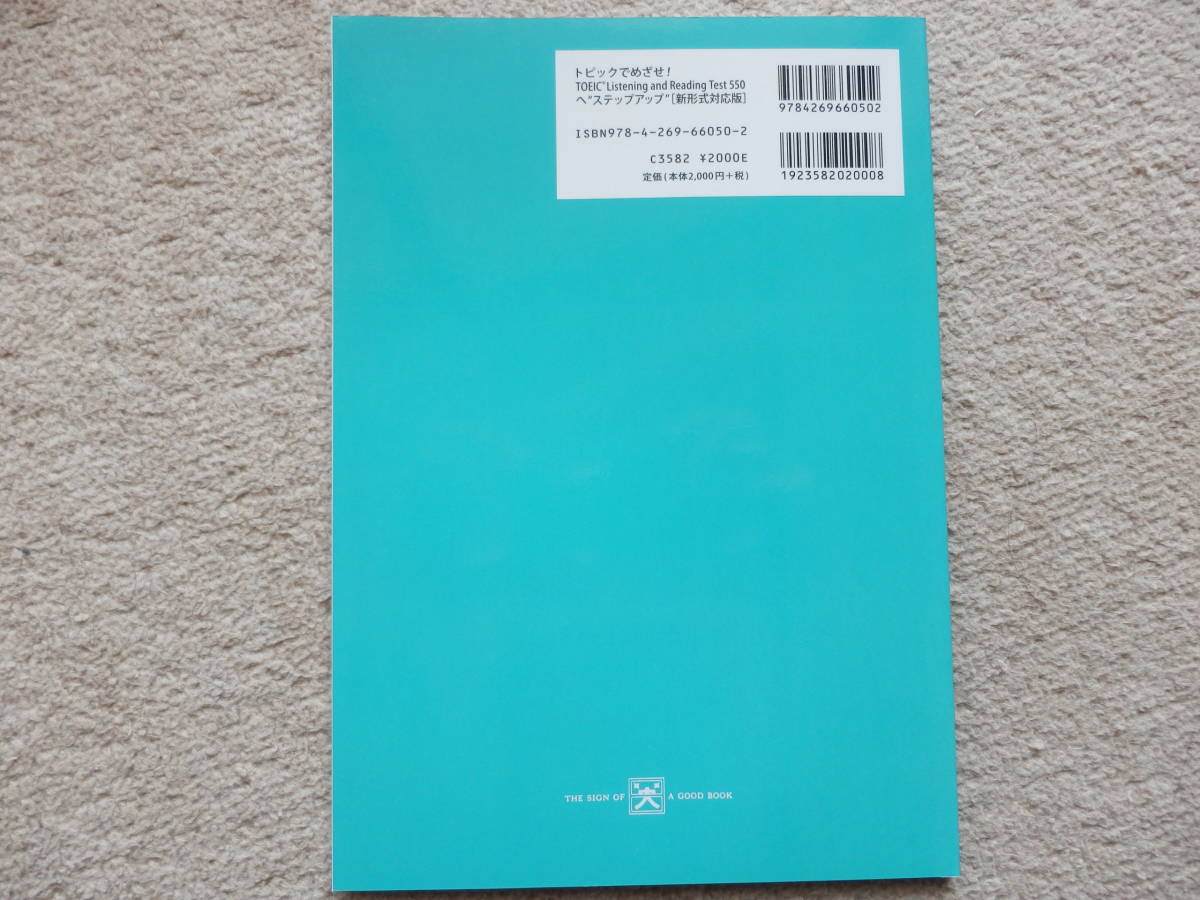 トピックでめざせ!
TOEIC® Listening and Reading Test 550
へ“ステップアップ”[新形式対応版]
ISBN978-4-269-66050-2
C3582 ¥2000E
定価(本体2,000円+税)
9784269660502
1923582020008
THE SIGN OF A GOOD BOOK